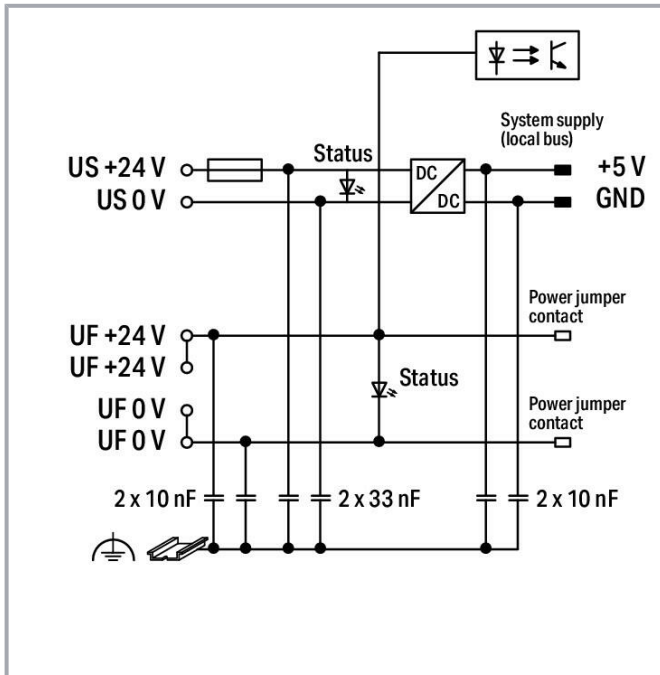 System supply
(local bus)
US +24 V
Status
DC
DC
+5 V
US 0 V
GND
Power jumper
contact
UF +24 V
UF +24 V
Status
UF 0 V
Power jumper
contact
UF 0 V
2 x 10 nF
2 x 33 nF
2 x 10 nF